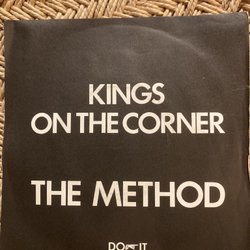 KINGS
ON THE CORNER
THE METHOD
DO IT